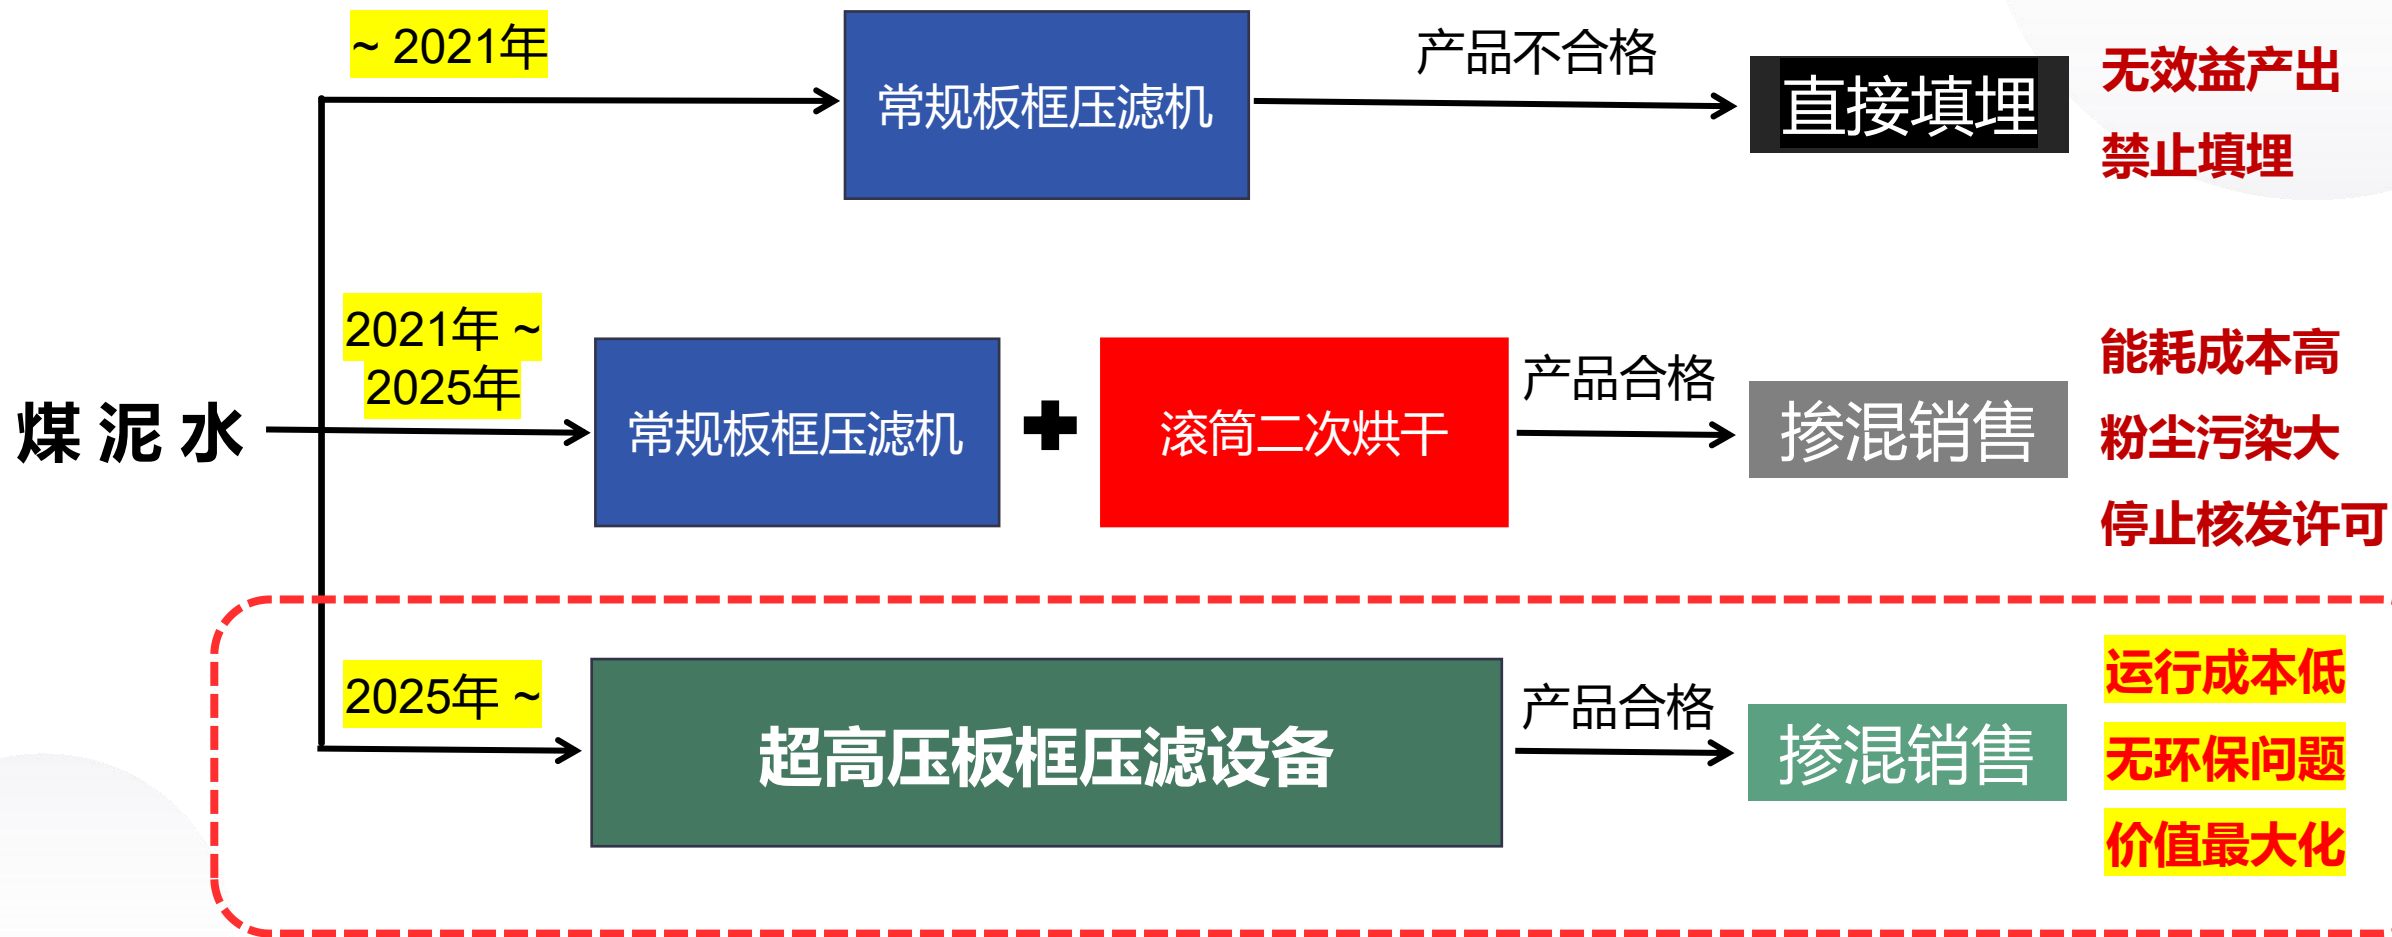 ~ 2021年
常规板框压滤机
产品不合格
直接填埋
无效益产出
禁止填埋
煤 泥 水
2021年 ~
2025年
常规板框压滤机
+
滚筒二次烘干
产品合格
掺混销售
能耗成本高
粉尘污染大
停止核发许可
2025年 ~
超高压板框压滤设备
产品合格
掺混销售
运行成本低
无环保问题
价值最大化